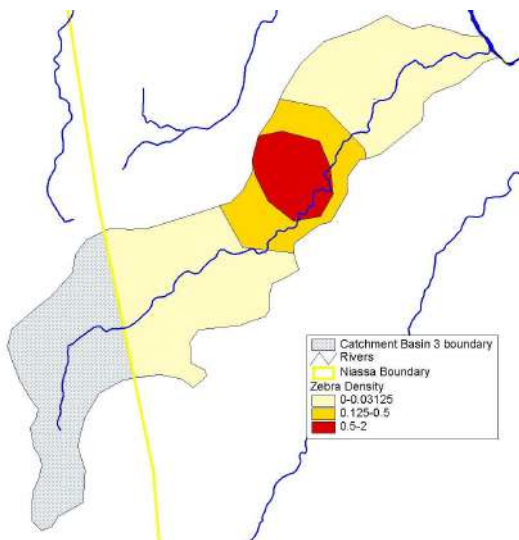 Catchment Basin 3 boundary
Rivers
Niassa Boundary
Zebra Density
0-0.03125
0.125-0.5
0.5-2